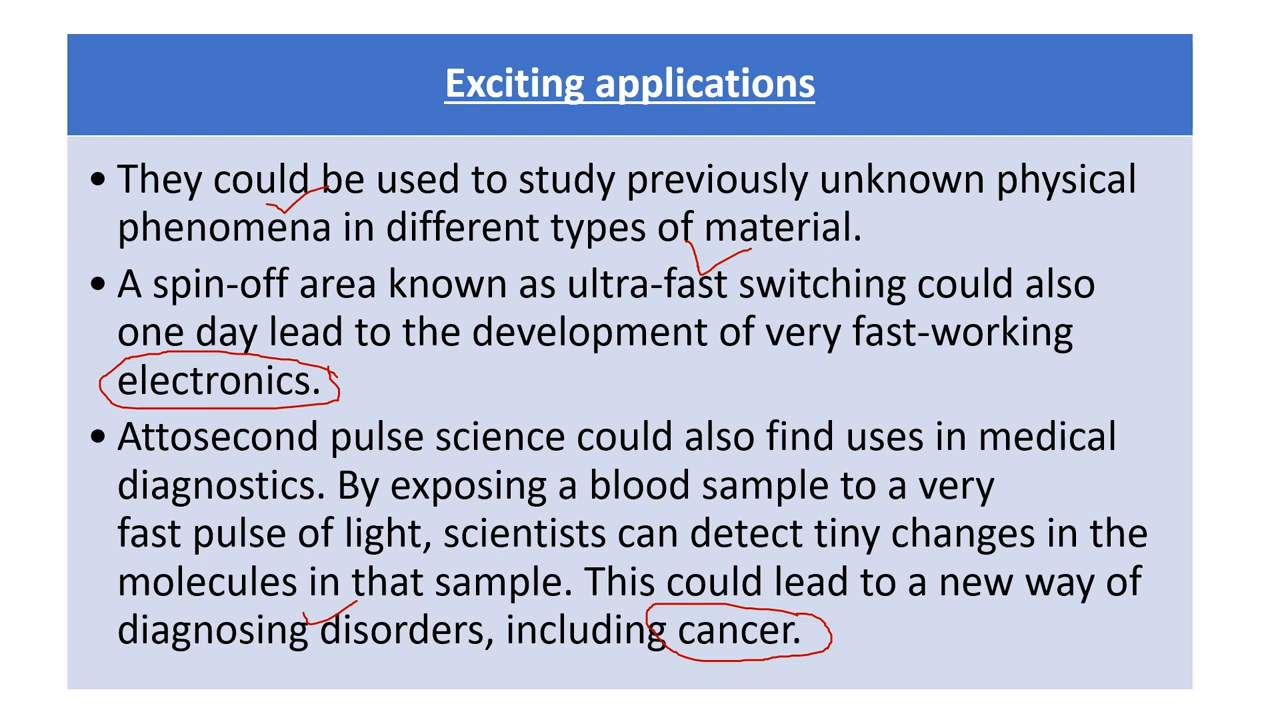 Exciting applications
• They could be used to study previously unknown physical
phenomena in different types of material.
• A spin-off area known as ultra-fast switching could also
one day lead to the development of very fast-working
electronics.
• Attosecond pulse science could also find uses in medical
diagnostics. By exposing a blood sample to a very
fast pulse of light, scientists can detect tiny changes in the
molecules in that sample. This could lead to a new way of
diagnosing disorders, including cancer.